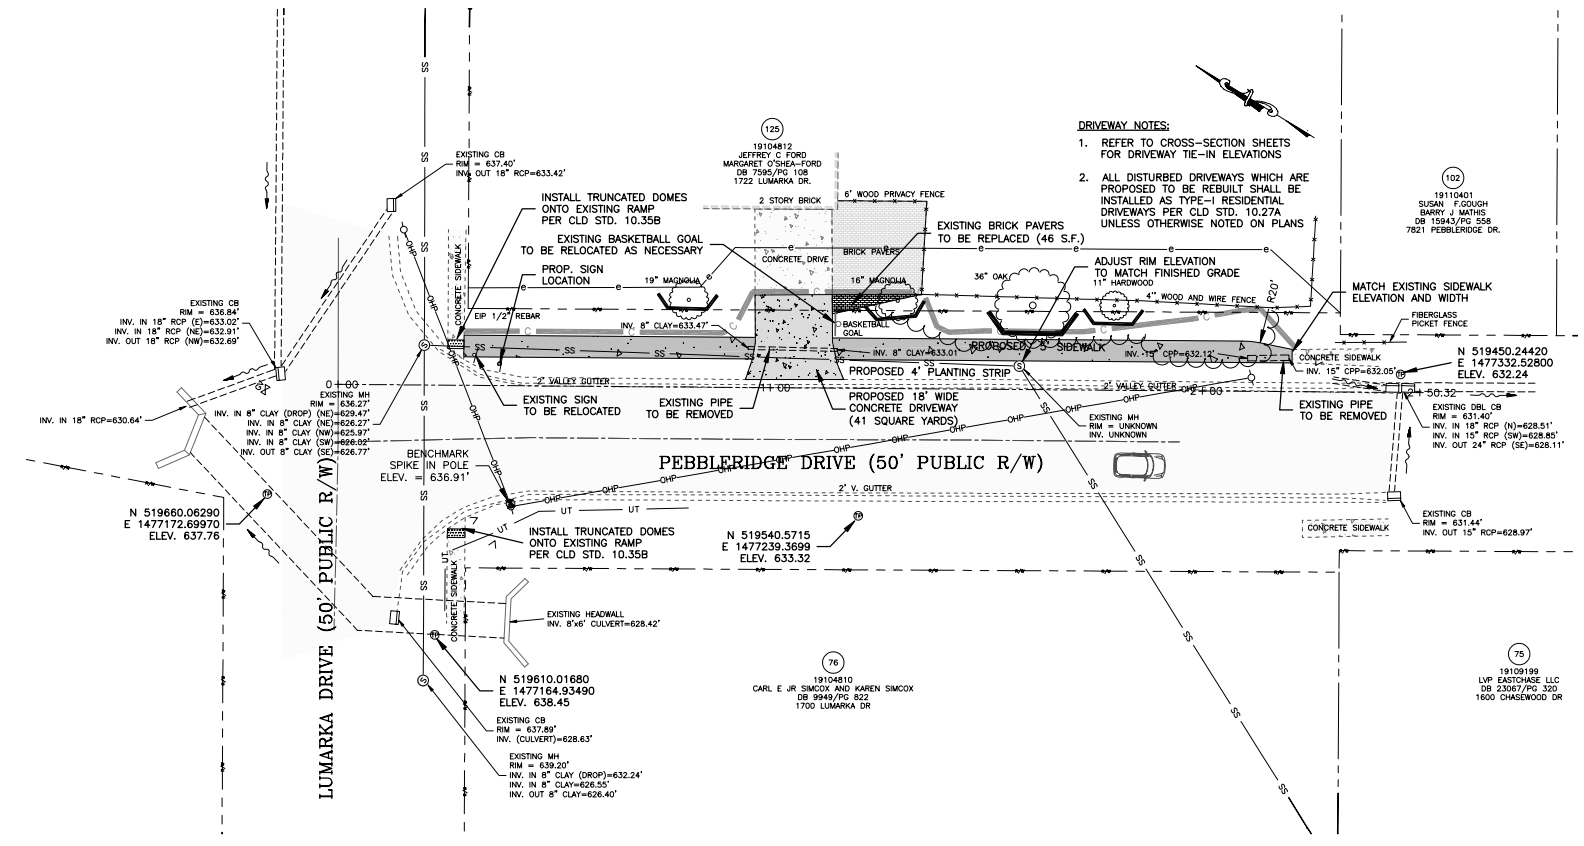 DRIVEWAY NOTES:
1. REFER TO CROSS-SECTION SHEETS
FOR DRIVEWAY TIE-IN ELEVATIONS
2. ALL DISTURBED DRIVEWAYS WHICH ARE
PROPOSED TO BE REBUILT SHALL BE
INSTALLED AS TYPE-I RESIDENTIAL
DRIVEWAYS PER CLD STD. 10.27A
UNLESS OTHERWISE NOTED ON PLANS
125
19104812
JEFFREY C FORD
MARGARET O'SHEA-FORD
DB 7595/PG 108
1722 LUMARKA DR.
102
19110401
SUSAN F.GOUGH
BARRY J MATHIS
DB 15943/PG 558
7821 PEBBLERIDGE DR.
EXISTING CB
RIM = 637.40'
INV. OUT 18" RCP=633.42'
INSTALL TRUNCATED DOMES
ONTO EXISTING RAMP
PER CLD STD. 10.35B
2 STORY BRICK
6' WOOD PRIVACY FENCE
EXISTING BASKETBALL GOAL
TO BE RELOCATED AS NECESSARY
EXISTING BRICK PAVERS
TO BE REPLACED (46 S.F.)
CONCRETE DRIVE
BRICK PAVERS
PROP. SIGN
LOCATION
19" MAGNOLIA
16" MAGNOLIA
36" OAK
ADJUST RIM ELEVATION
TO MATCH FINISHED GRADE
11" HARDWOOD
4" WOOD AND WIRE FENCE
R20'
MATCH EXISTING SIDEWALK
ELEVATION AND WIDTH
FIBERGLASS
PICKET FENCE
CONCRETE SIDEWALK
EIP 1/2" REBAR
INV. 8" CLAY=633.47'
BASKETBALL
GOAL
INV. 8" CLAY=633.01
PROPOSED 5' SIDEWALK
INV. 15" CPP=632.12'
CONCRETE SIDEWALK
INV. 15" CPP=632.05'
N 519450.24420
E 1477332.52800
ELEV. 632.24
EXISTING CB
RIM = 636.84'
INV. IN 18" RCP (E)=633.02'
INV. IN 18" RCP (NE)=632.91'
INV. OUT 18" RCP (NW)=632.69'
0+00
2' VALLEY GUTTER
1+00
PROPOSED 4' PLANTING STRIP
2' VALLEY GUTTER
2+00
2+50.32
INV. IN 18" RCP=630.64'
EXISTING MH
RIM = 636.27'
INV. IN 8" CLAY (DROP) (NE)=629.47'
INV. IN 8" CLAY (NE)=626.27'
INV. IN 8" CLAY (NW)=625.97'
INV. IN 8" CLAY (SW)=626.02'
INV. OUT 8" CLAY (SE)=626.77'
EXISTING SIGN
TO BE RELOCATED
EXISTING PIPE
TO BE REMOVED
PROPOSED 18' WIDE
CONCRETE DRIVEWAY
(41 SQUARE YARDS)
EXISTING MH
RIM = UNKNOWN
INV. UNKNOWN
EXISTING PIPE
TO BE REMOVED
EXISTING DBL CB
RIM = 631.40'
INV. IN 18" RCP (N)=628.51'
INV. IN 15" RCP (SW)=628.85'
INV. OUT 24" RCP (SE)=628.11'
BENCHMARK
SPIKE IN POLE
ELEV. = 636.91'
PEBBLERIDGE DRIVE (50' PUBLIC R/W)
2' V. GUTTER
N 519660.06290
E 1477172.69970
ELEV. 637.76
INSTALL TRUNCATED DOMES
ONTO EXISTING RAMP
PER CLD STD. 10.35B
N 519540.5715
E 1477239.3699
ELEV. 633.32
CONCRETE SIDEWALK
EXISTING CB
RIM = 631.44'
INV. OUT 15" RCP=628.97'
LUMARKA DRIVE (50' PUBLIC R/W)
CONCRETE SIDEWALK
EXISTING HEADWALL
INV. 8'x6' CULVERT=628.42'
N 519610.01680
E 1477164.93490
ELEV. 638.45
EXISTING CB
RIM = 637.89'
INV. (CULVERT)=628.63'
EXISTING MH
RIM = 639.20'
INV. IN 8" CLAY (DROP)=632.24'
INV. IN 8" CLAY=626.55'
INV. OUT 8" CLAY=626.40'
76
19104810
CARL E JR SIMCOX AND KAREN SIMCOX
DB 9949/PG 822
1700 LUMARKA DR
75
19109199
LVP EASTCHASE LLC
DB 23067/PG 320
1600 CHASEWOOD DR